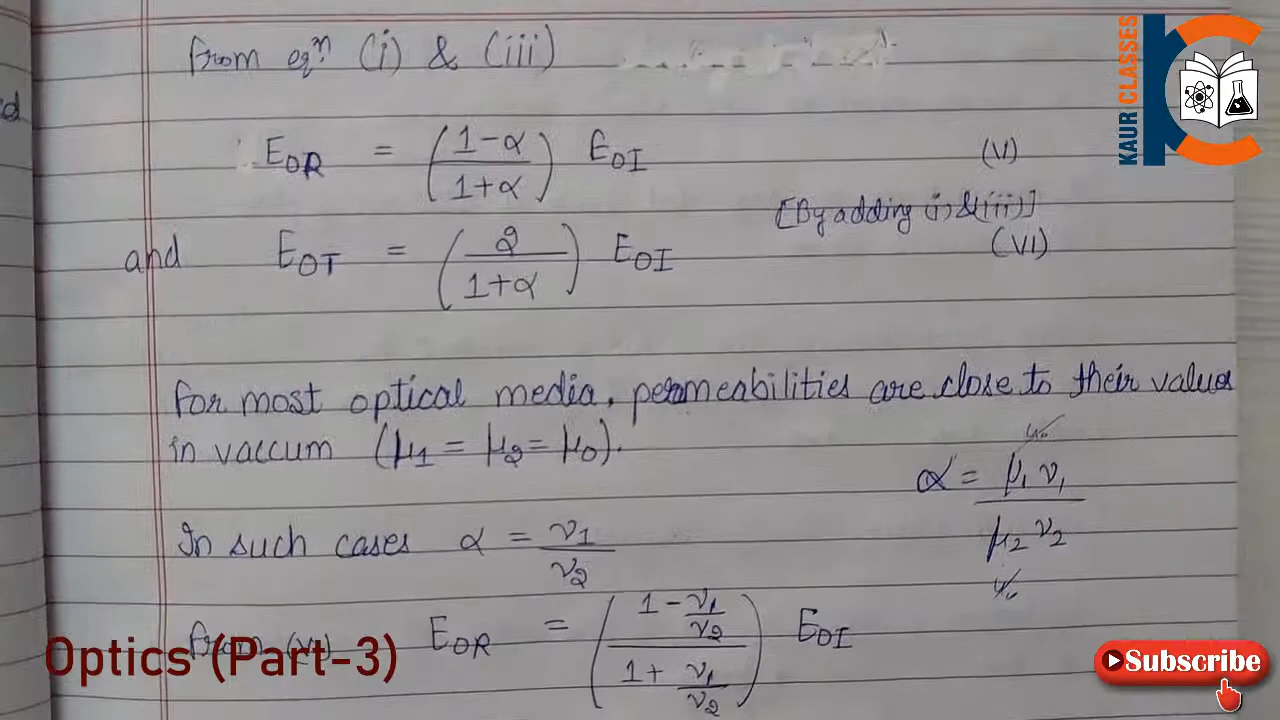 from eqⁿ (i) & (iii)
E_OR = (1-α / 1+α) E_OI (V)
[By adding (i) & (iii)]
and E_OT = (2 / 1+α) E_OI (VI)
for most optical media, permeabilities are close to their values
in vaccum (μ₁ = μ₂ = μ₀).
α = μ₁ν₁ / μ₂ν₂
In such cases α = ν₁ / ν₂
from E_OR = (1 - ν₁/ν₂ / 1 + ν₁/ν₂) E_OI
Optics (Part-3)
KAUR CLASSES
Subscribe